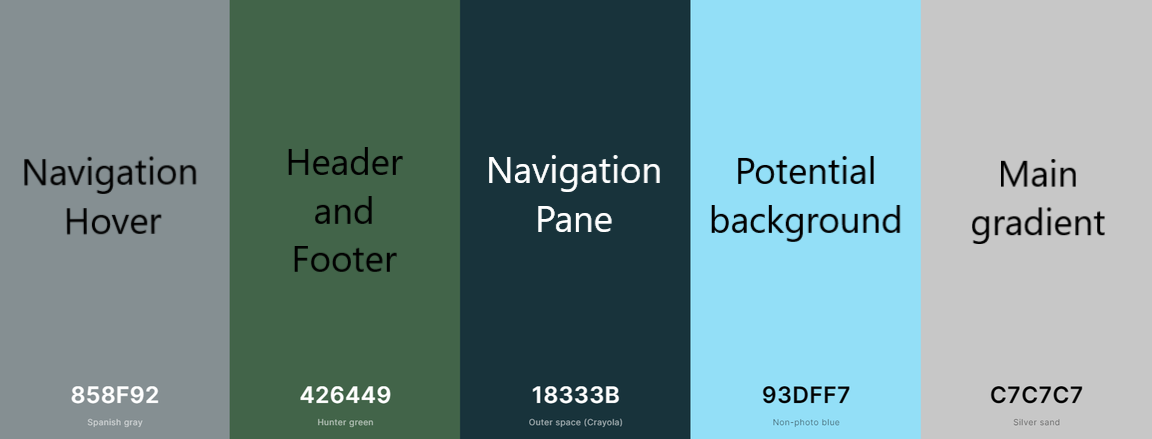 Navigation
Hover
858F92
Spanish gray
Header
and
Footer
426449
Hunter green
Navigation
Pane
18333B
Outer space (Crayola)
Potential
background
93DFF7
Non-photo blue
Main
gradient
C7C7C7
Silver sand